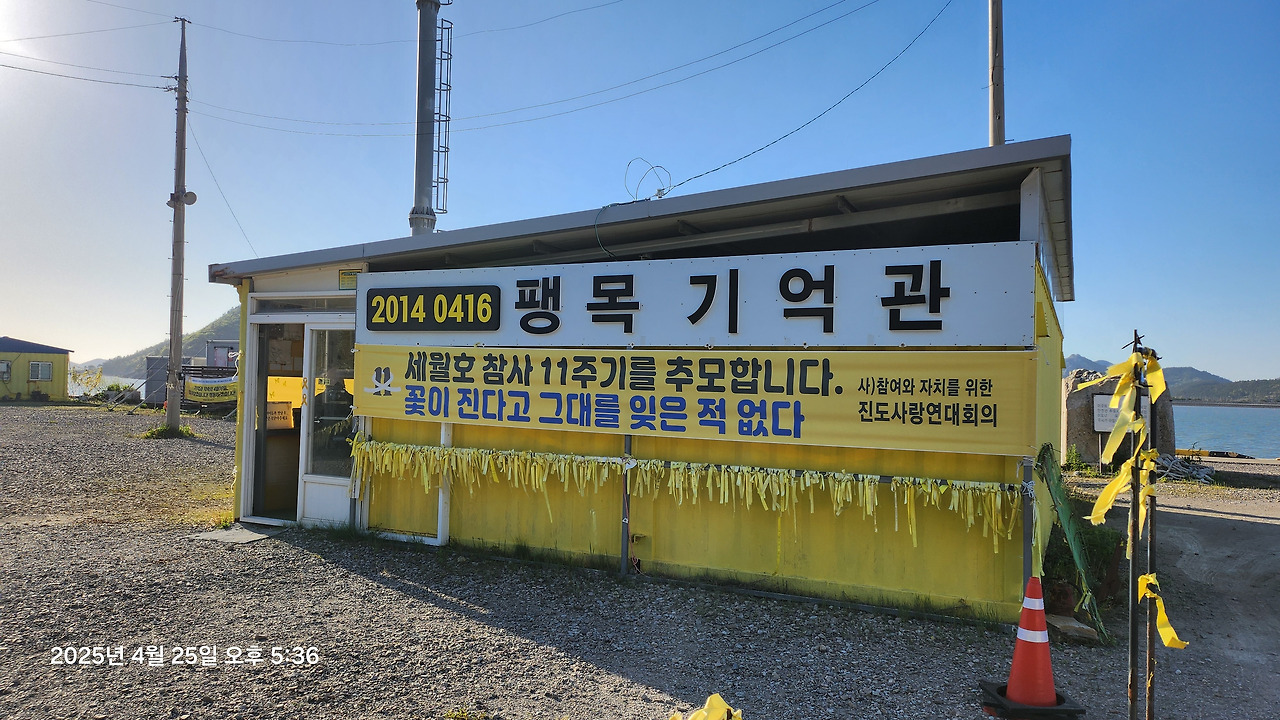 2014 0416 팽목기억관
세월호 참사 11주기를 추모합니다.
꽃이 진다고 그대를 잊은 적 없다
사)참여와 자치를 위한
진도사랑연대회의
2025년 4월 25일 오후 5:36